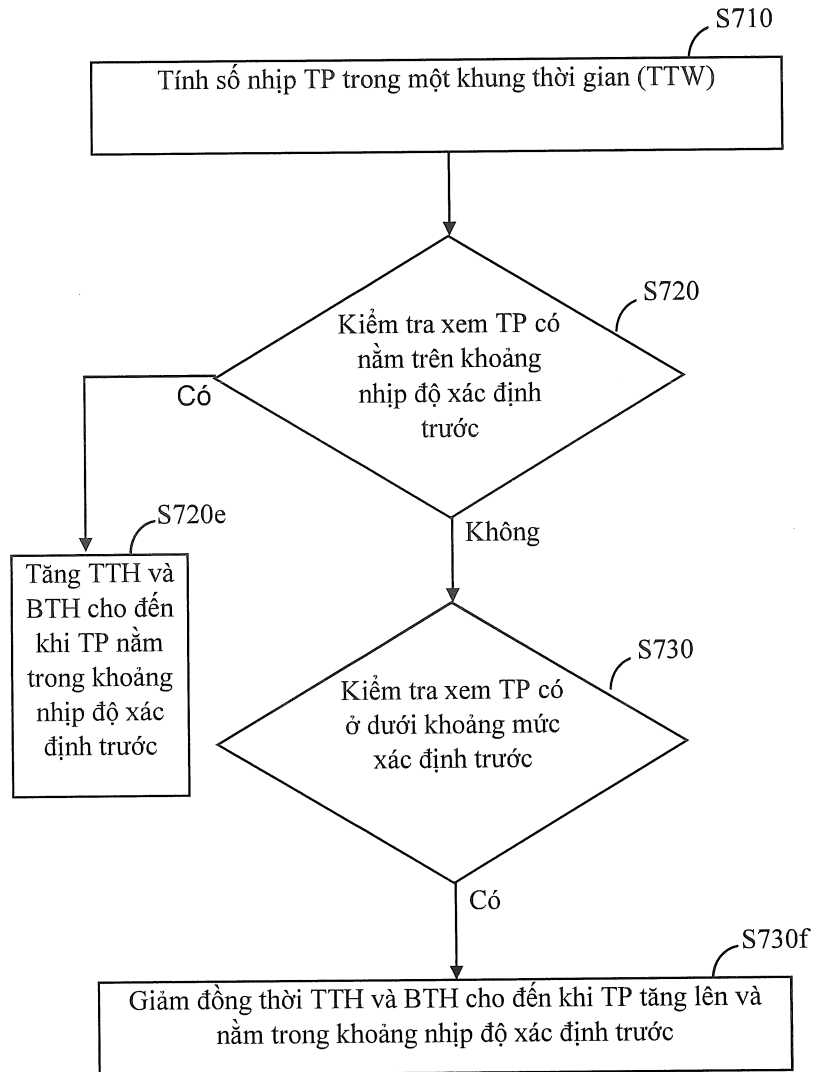 S710
Tính số nhịp TP trong một khung thời gian (TTW)
S720
Kiểm tra xem TP có
nằm trên khoảng
nhịp độ xác định
trước
Có
S720e
Không
Tăng TTH và
BTH cho đến
khi TP nằm
trong khoảng
nhịp độ xác
định trước
S730
Kiểm tra xem TP có
ở dưới khoảng mức
xác định trước
Có
S730f
Giảm đồng thời TTH và BTH cho đến khi TP tăng lên và
nằm trong khoảng nhịp độ xác định trước